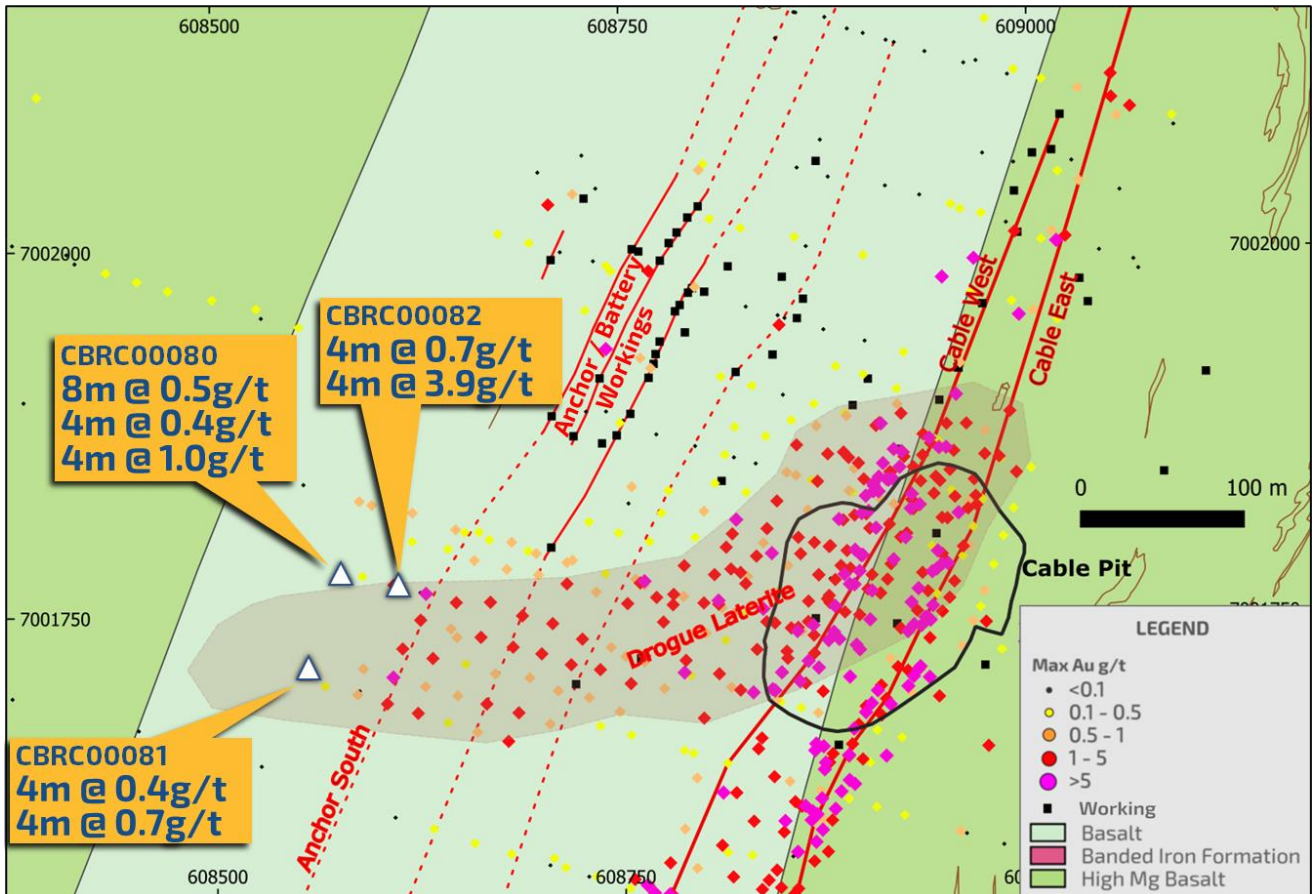 608500
608750
609000
7002000
7002000
CBRC00080
8m @ 0.5g/t
4m @ 0.4g/t
4m @ 1.0g/t
CBRC00082
4m @ 0.7g/t
4m @ 3.9g/t
Anchor / Battery
Workings
Cable West
Cable East
0
100 m
Cable Pit
7001750
7001750
Drogue Laterite
Anchor South
CBRC00081
4m @ 0.4g/t
4m @ 0.7g/t
LEGEND
Max Au g/t
<0.1
0.1 - 0.5
0.5 - 1
1 - 5
>5
Working
Basalt
Banded Iron Formation
High Mg Basalt
608500
608750